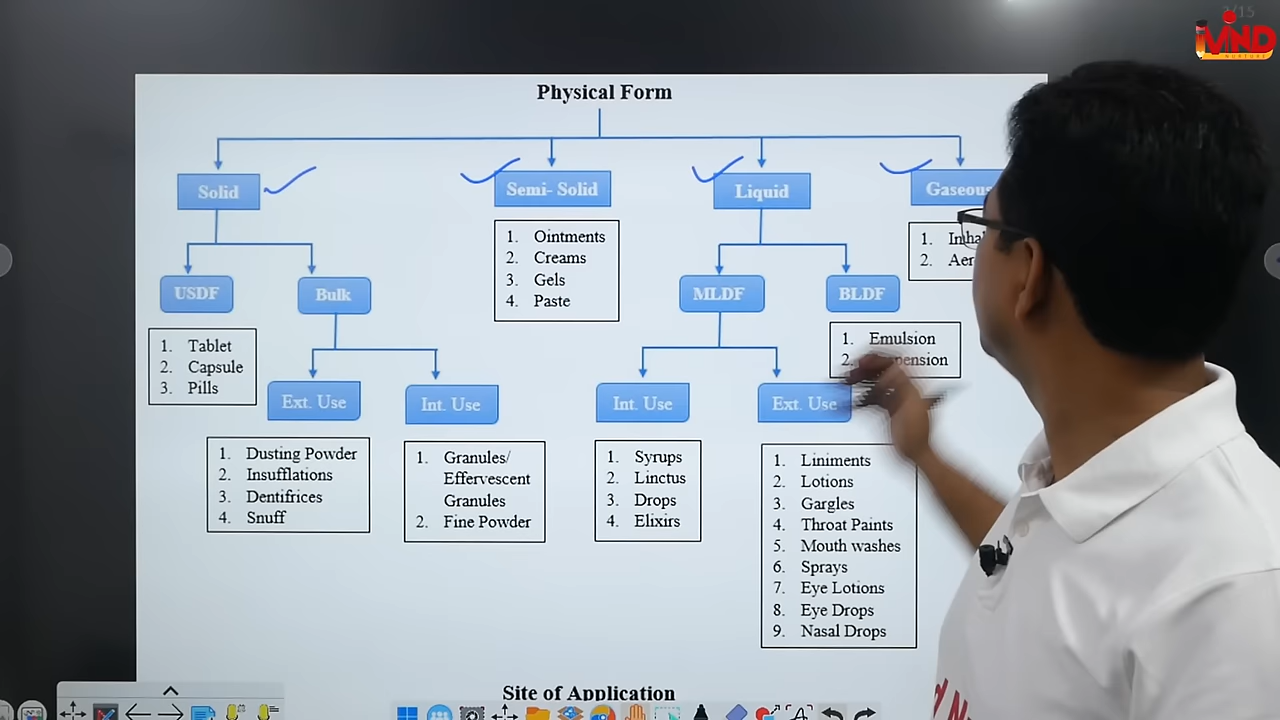 2/15
iMND
NURTURE
Physical Form
Solid
Semi- Solid
Liquid
Gaseous
1. Ointments
2. Creams
3. Gels
4. Paste
1.
2.
USDF
Bulk
MLDF
BLDF
1. Tablet
2. Capsule
3. Pills
1. Emulsion
2.
Ext. Use
Int. Use
Int. Use
Ext. Use
1. Dusting Powder
2. Insufflations
3. Dentifrices
4. Snuff
1. Granules/
Effervescent
Granules
2. Fine Powder
1. Syrups
2. Linctus
3. Drops
4. Elixirs
1. Liniments
2. Lotions
3. Gargles
4. Throat Paints
5. Mouth washes
6. Sprays
7. Eye Lotions
8. Eye Drops
9. Nasal Drops
Site of Application